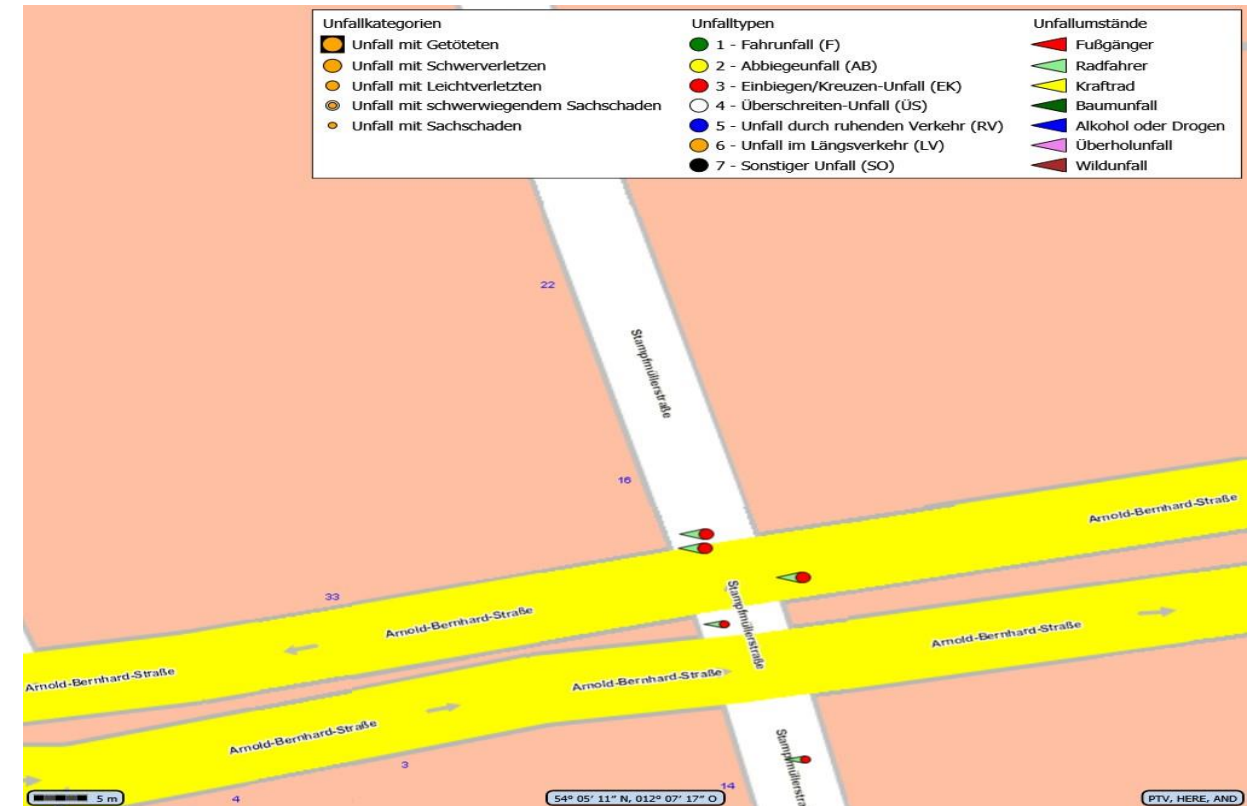 Unfallkategorien
Unfall mit Getöteten
Unfall mit Schwerverletzen
Unfall mit Leichtverletzten
Unfall mit schwerwiegendem Sachschaden
Unfall mit Sachschaden
Unfalltypen
1 - Fahrunfall (F)
2 - Abbiegeunfall (AB)
3 - Einbiegen/Kreuzen-Unfall (EK)
4 - Überschreiten-Unfall (ÜS)
5 - Unfall durch ruhenden Verkehr (RV)
6 - Unfall im Längsverkehr (LV)
7 - Sonstiger Unfall (SO)
Unfallumstände
Fußgänger
Radfahrer
Kraftrad
Baumunfall
Alkohol oder Drogen
Überholunfall
Wildunfall
22
Stampfmüllerstraße
16
Arnold-Bernhard-Straße
33
Arnold-Bernhard-Straße
Stampfmüllerstraße
Arnold-Bernhard-Straße
Arnold-Bernhard-Straße
Arnold-Bernhard-Straße
Arnold-Bernhard-Straße
3
4
14
5 m
54° 05' 11" N, 012° 07' 17" O
PTV, HERE, AND